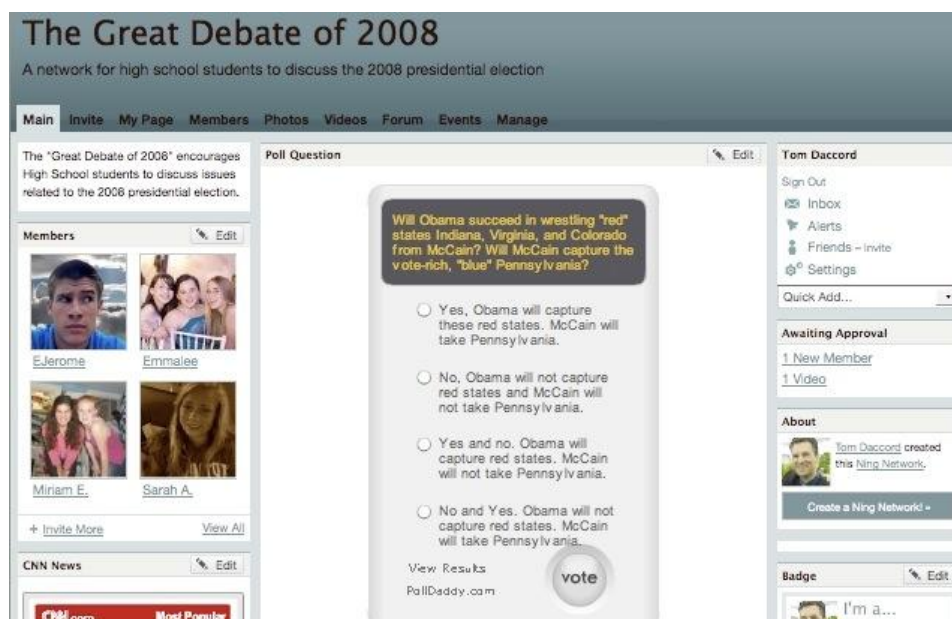 The Great Debate of 2008
A network for high school students to discuss the 2008 presidential election
Main Invite My Page Members Photos Videos Forum Events Manage
The "Great Debate of 2008" encourages
High School students to discuss issues
related to the 2008 presidential election.
Members Edit
EJerome Emmalee
Miriam E. Sarah A.
+ Invite More View All
CNN News Edit
CNN.com Most Popular
Poll Question Edit
Will Obama succeed in wrestling "red"
states Indiana, Virginia, and Colorado
from McCain? Will McCain capture the
vote-rich, "blue" Pennsylvania?
Yes, Obama will capture
these red states. McCain will
take Pennsylvania.
No, Obama will not capture
red states and McCain will
not take Pennsylvania.
Yes and no. Obama will
capture red states. McCain
will not take Pennsylvania.
No and Yes. Obama will not
capture red states. McCain
will take Pennsylvania.
View Results
PollDaddy.com
vote
Tom Daccord
Sign Out
Inbox
Alerts
Friends – Invite
Settings
Quick Add...
Awaiting Approval
1 New Member
1 Video
About
Tom Daccord created
this Ning Network.
Create a Ning Network! »
Badge Edit
I'm a...